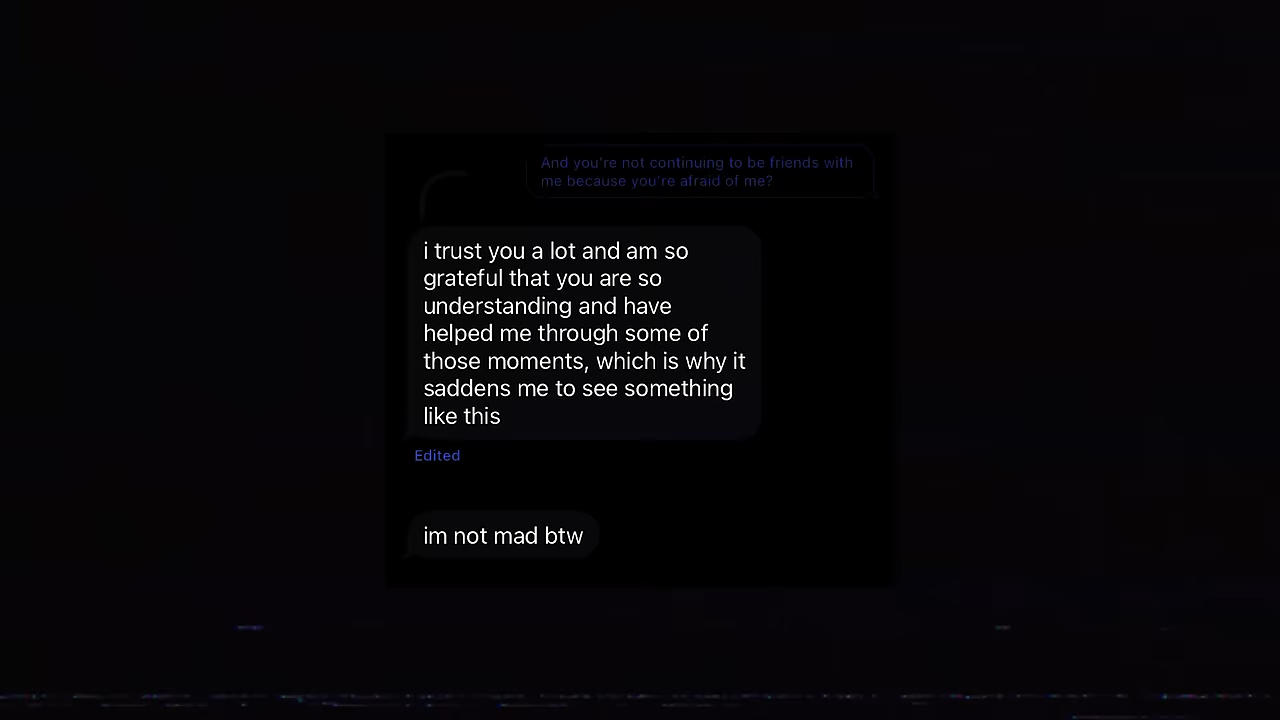 And you're not continuing to be friends with
me because you're afraid of me?
i trust you a lot and am so
grateful that you are so
understanding and have
helped me through some of
those moments, which is why it
saddens me to see something
like this
Edited
im not mad btw